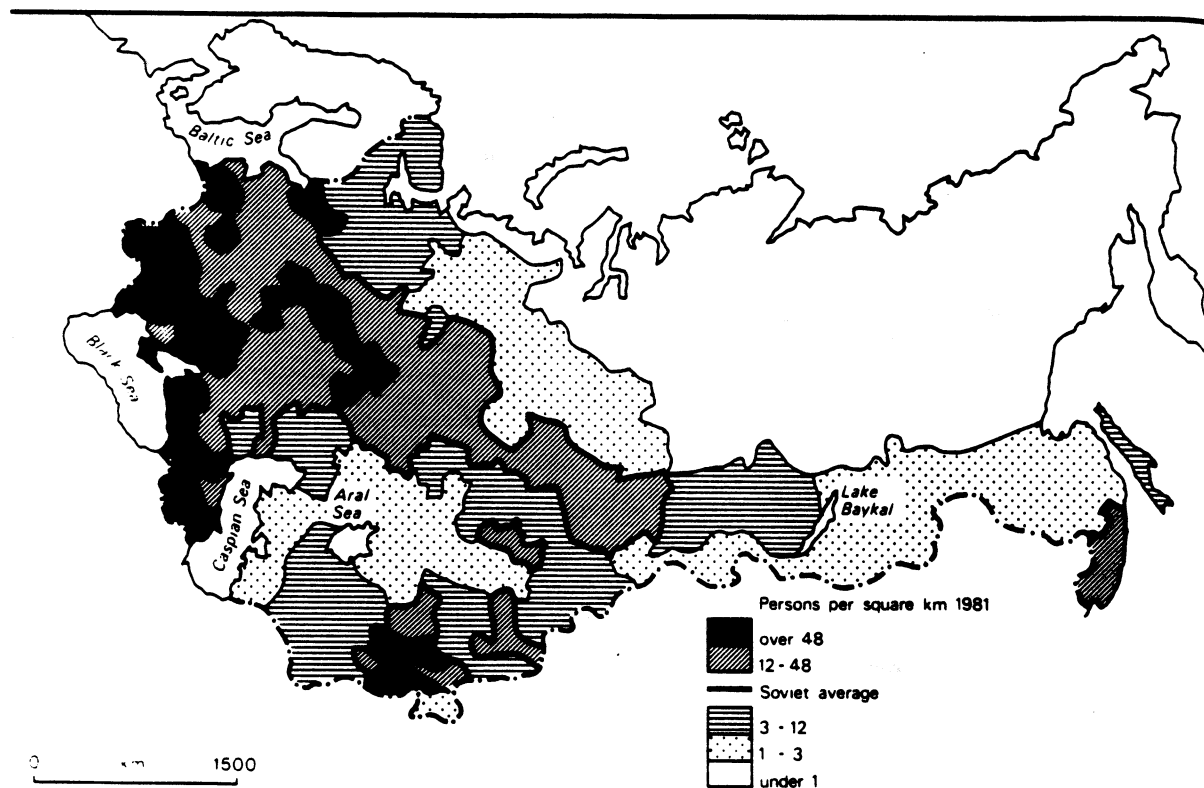 Baltic Sea
Black Sea
Caspian Sea
Aral
Sea
Lake
Baykal
Persons per square km 1981
over 48
12 - 48
Soviet average
3 - 12
1 - 3
under 1
0 km 1500